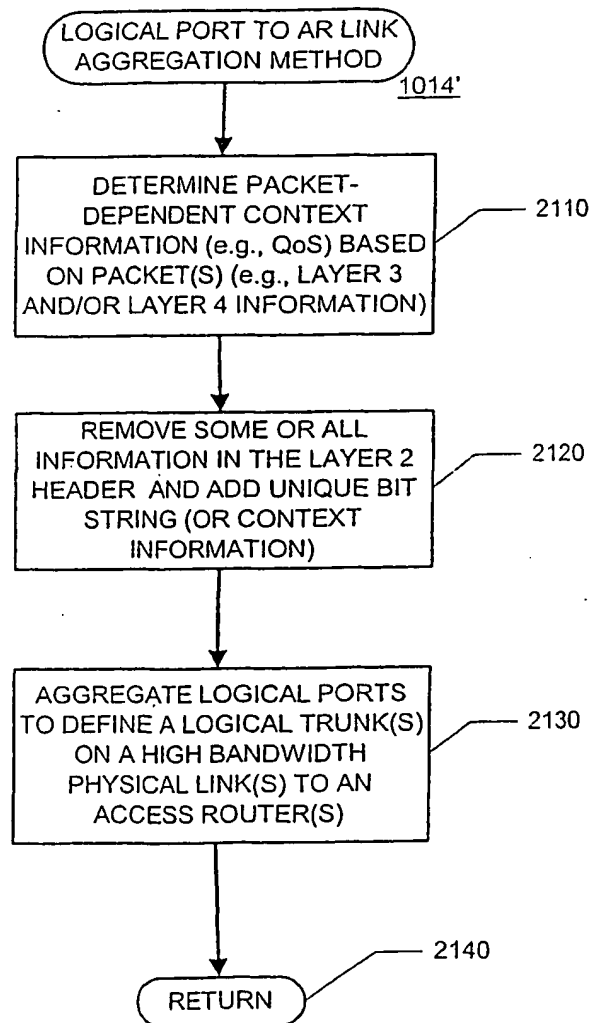 LOGICAL PORT TO AR LINK
AGGREGATION METHOD
1014'
DETERMINE PACKET-
DEPENDENT CONTEXT
INFORMATION (e.g., QoS) BASED
ON PACKET(S) (e.g., LAYER 3
AND/OR LAYER 4 INFORMATION)
2110
REMOVE SOME OR ALL
INFORMATION IN THE LAYER 2
HEADER AND ADD UNIQUE BIT
STRING (OR CONTEXT
INFORMATION)
2120
AGGREGATE LOGICAL PORTS
TO DEFINE A LOGICAL TRUNK(S)
ON A HIGH BANDWIDTH
PHYSICAL LINK(S) TO AN
ACCESS ROUTER(S)
2130
RETURN
2140